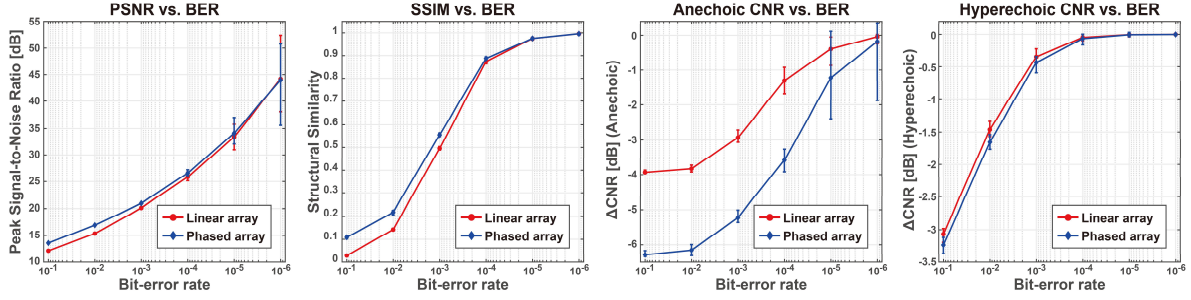 PSNR vs. BER
Peak Signal-to-Noise Ratio [dB]
55
50
45
40
35
30
25
20
15
10
10-1 10-2 10-3 10-4 10-5 10-6
Bit-error rate
Linear array
Phased array
SSIM vs. BER
Structural Similarity
1
0.9
0.8
0.7
0.6
0.5
0.4
0.3
0.2
0.1
0
10-1 10-2 10-3 10-4 10-5 10-6
Bit-error rate
Linear array
Phased array
Anechoic CNR vs. BER
ΔCNR [dB] (Anechoic)
0
-1
-2
-3
-4
-5
-6
10-1 10-2 10-3 10-4 10-5 10-6
Bit-error rate
Linear array
Phased array
Hyperechoic CNR vs. BER
ΔCNR [dB] (Hyperechoic)
0
-0.5
-1
-1.5
-2
-2.5
-3
-3.5
10-1 10-2 10-3 10-4 10-5 10-6
Bit-error rate
Linear array
Phased array